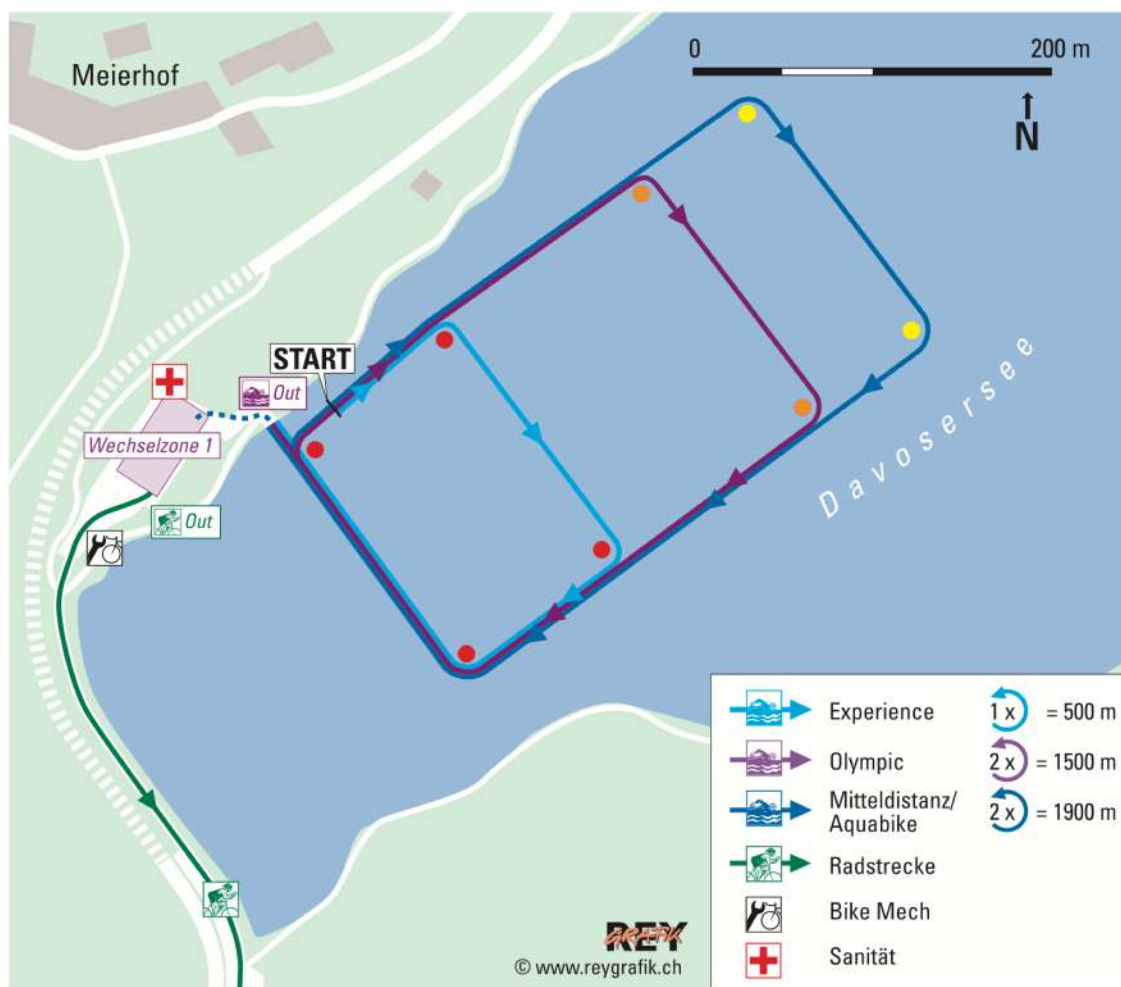 Meierhof
0 200 m
N
START
Out
Wechselzone 1
Out
Davosersee
Experience 1 x = 500 m
Olympic 2 x = 1500 m
Mitteldistanz/
Aquabike 2 x = 1900 m
Radstrecke
Bike Mech
Sanität
REY
GRAFIK
© www.reygrafik.ch